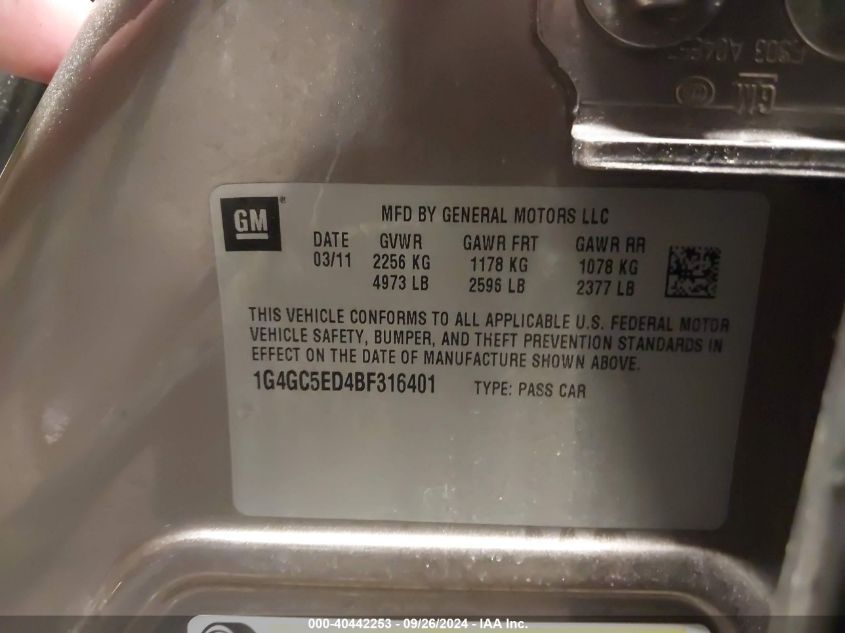 GM
GM ®
MFD BY GENERAL MOTORS LLC
DATE GVWR GAWR FRT GAWR RR
03/11 2256 KG 1178 KG 1078 KG
4973 LB 2596 LB 2377 LB
THIS VEHICLE CONFORMS TO ALL APPLICABLE U.S. FEDERAL MOTOR
VEHICLE SAFETY, BUMPER, AND THEFT PREVENTION STANDARDS IN
EFFECT ON THE DATE OF MANUFACTURE SHOWN ABOVE.
1G4GC5ED4BF316401 TYPE: PASS CAR
000-40442253 - 09/26/2024 - IAA Inc.